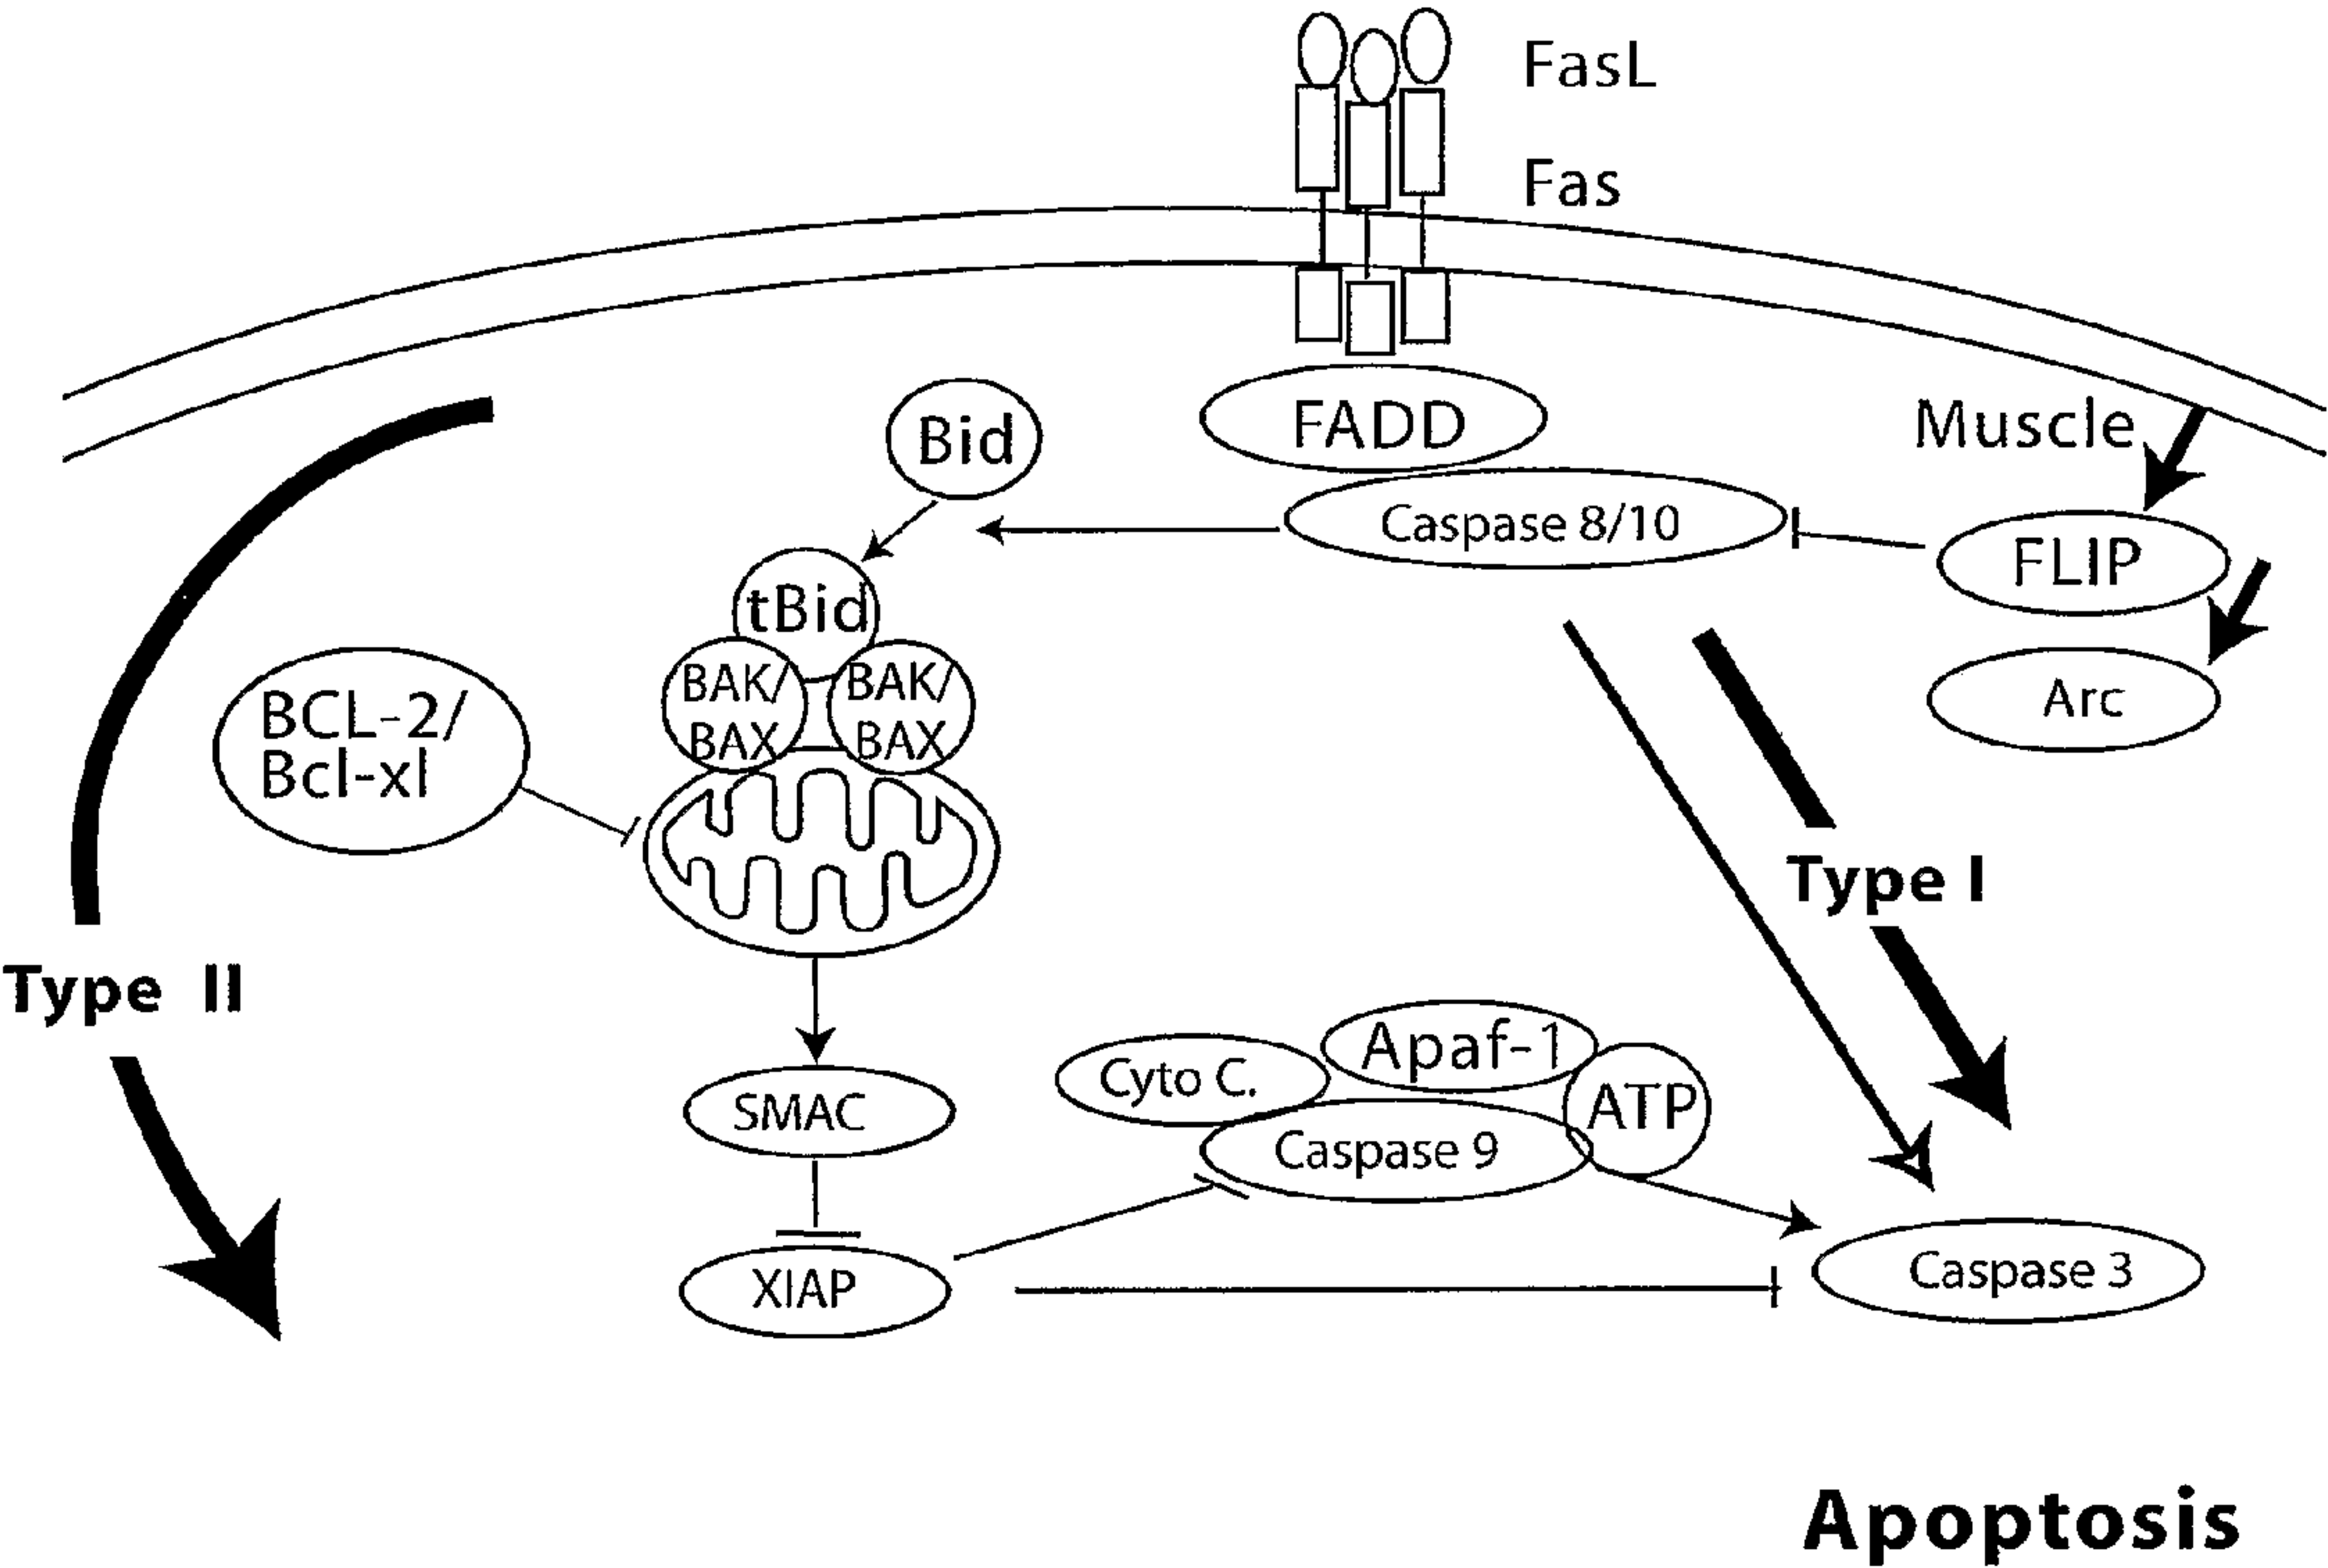 FasL
Fas
Bid
FADD
Muscle
Caspase 8/10
FLIP
tBid
Arc
BAK/
BAX
BAK/
BAX
BCL-2/
Bcl-xl
Type I
Type II
Apaf-1
Cyto C.
ATP
SMAC
Caspase 9
XIAP
Caspase 3
Apoptosis